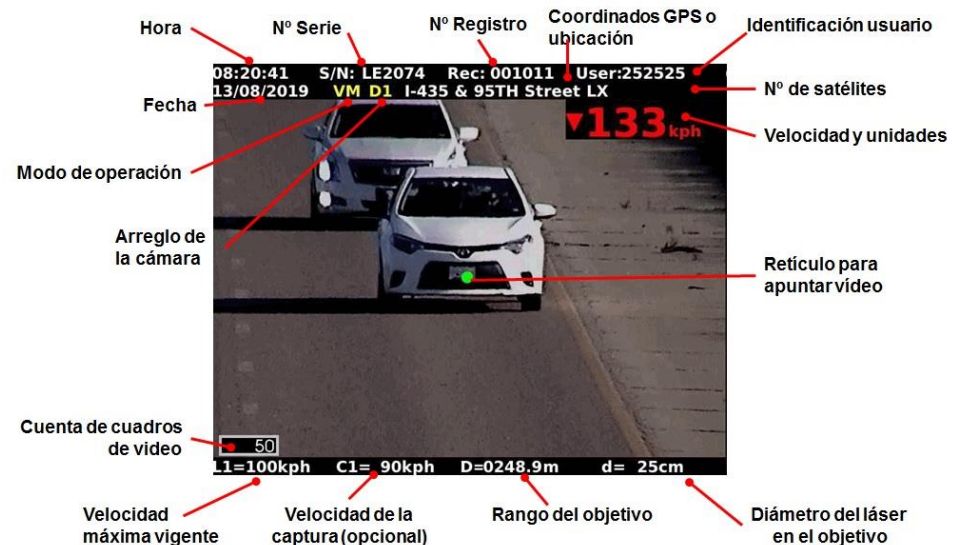 Hora
Nº Serie
Nº Registro
Coordinados GPS o
ubicación
Identificación usuario
08:20:41 S/N: LE2074 Rec: 001011 User:252525
13/08/2019 VM D1 I-435 & 95TH Street LX
Fecha
Nº de satélites
▼133 kph
Velocidad y unidades
Modo de operación
Arreglo de
la cámara
Retículo para
apuntar vídeo
Cuenta de cuadros
de video
50
L1=100kph C1= 90kph D=0248.9m d= 25cm
Velocidad
máxima vigente
Velocidad de la
captura (opcional)
Rango del objetivo
Diámetro del láser
en el objetivo